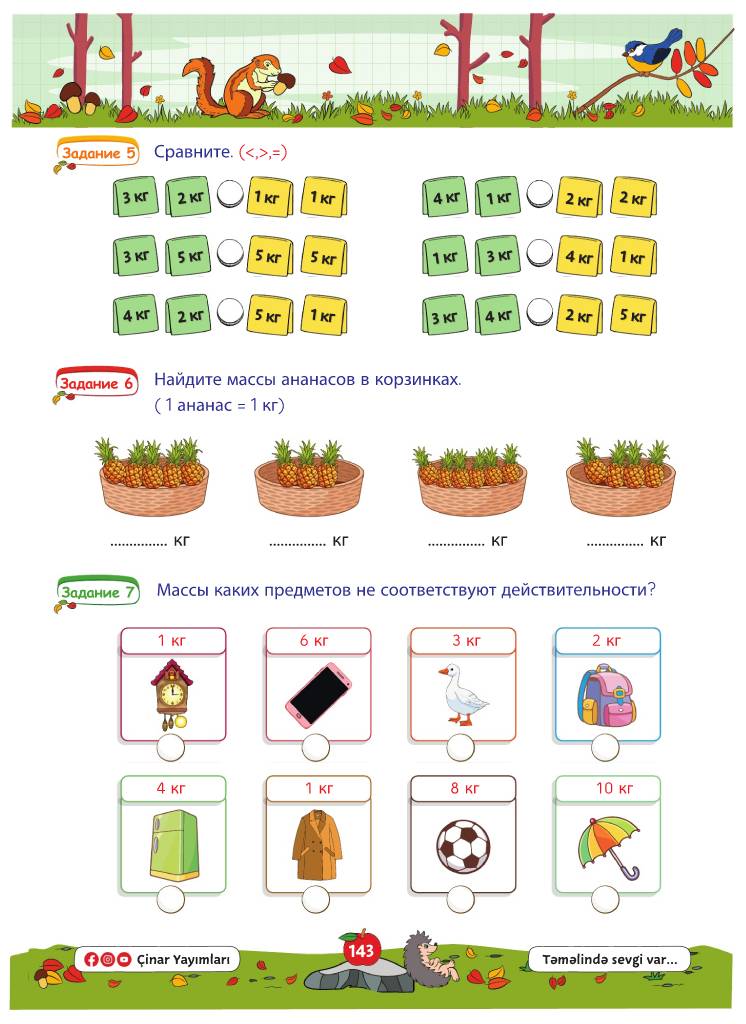 Задание 5
Сравните. (<,>,=)
3 кг 2 кг 1 кг 1 кг
4 кг 1 кг 2 кг 2 кг
3 кг 5 кг 5 кг 5 кг
1 кг 3 кг 4 кг 1 кг
4 кг 2 кг 5 кг 1 кг
3 кг 4 кг 2 кг 5 кг
Задание 6
Найдите массы ананасов в корзинках.
( 1 ананас = 1 кг)
............... кг ............... кг ............... кг ............... кг
Задание 7
Массы каких предметов не соответствуют действительности?
1 кг 6 кг 3 кг 2 кг
4 кг 1 кг 8 кг 10 кг
Çinar Yayımları
143
Təməlində sevgi var...